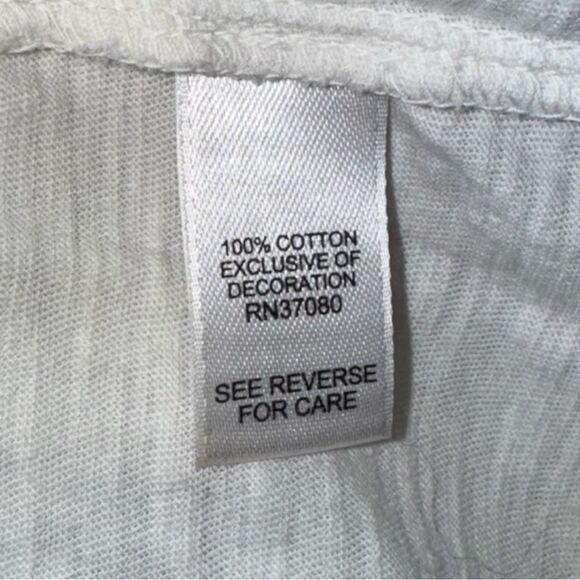 100% COTTON
EXCLUSIVE OF
DECORATION
RN37080
SEE REVERSE
FOR CARE